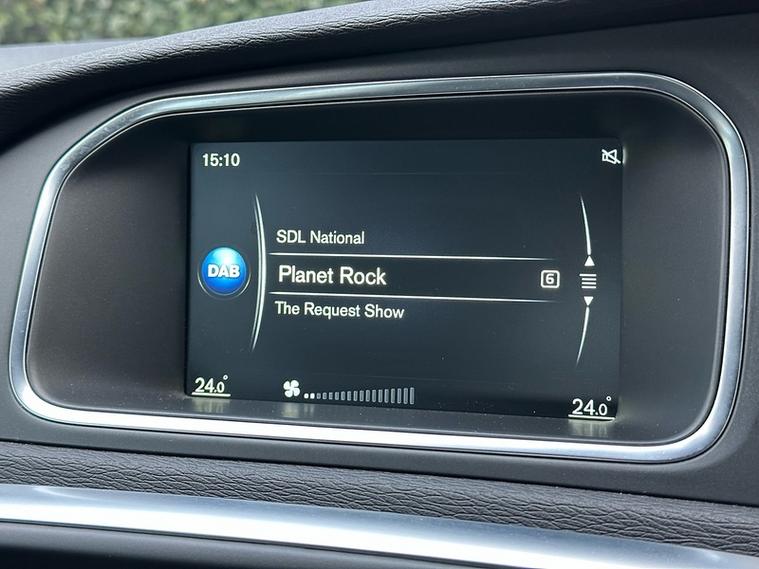 15:10
SDL National
DAB
Planet Rock 6
The Request Show
24.0°
24.0°